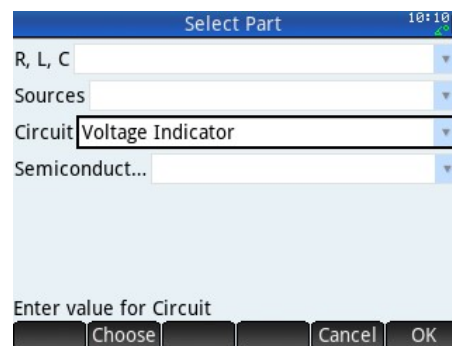 Select Part 10:10
R, L, C
Sources
Circuit Voltage Indicator
Semiconduct...
Enter value for Circuit
Choose Cancel OK